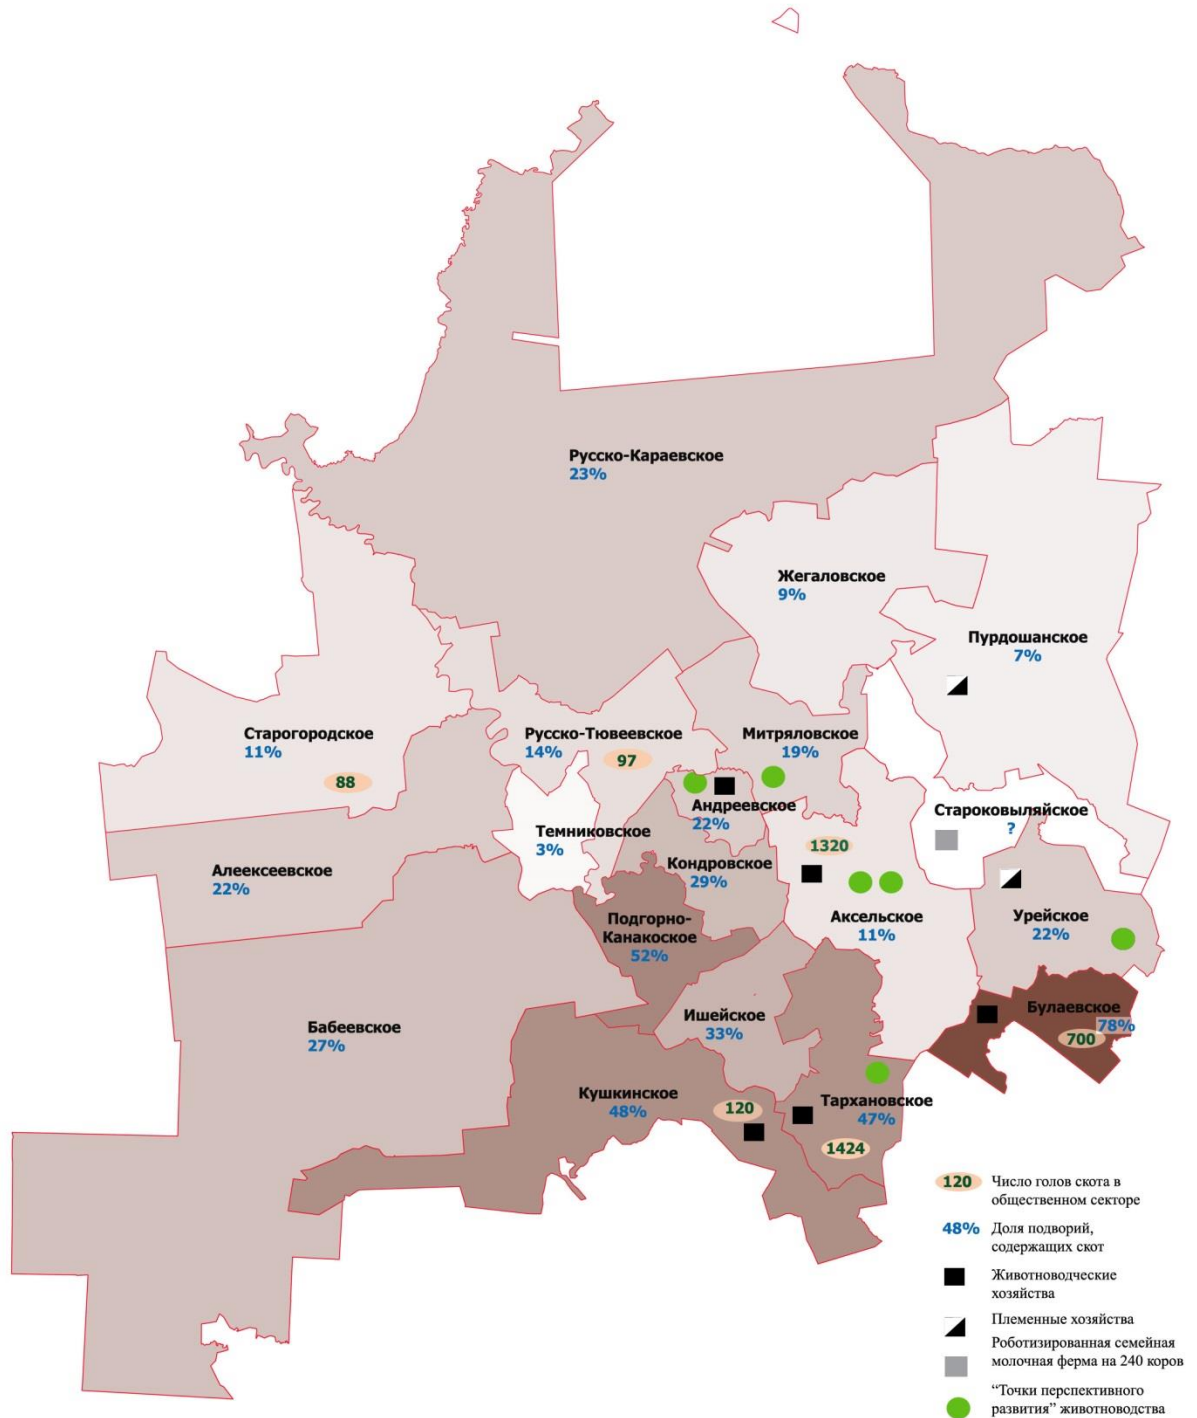 Русско-Караевское
23%
Жегаловское
9%
Пурдошанское
7%
Старогородское
11%
88
Русско-Тювеевское
14%
97
Митряловское
19%
Андреевское
22%
Староковыляйское
?
Темниковское
3%
1320
Алеексеевское
22%
Кондровское
29%
Подгорно-
Канакоское
52%
Аксельское
11%
Урейское
22%
Бабеевское
27%
Ишейское
33%
Булаевское
78%
700
Кушкинское
48%
120
Тархановское
47%
1424
120 Число голов скота в
общественном секторе
48% Доля подворий,
содержащих скот
Животноводческие
хозяйства
Племенные хозяйства
Роботизированная семейная
молочная ферма на 240 коров
“Точки перспективного
развития” животноводства